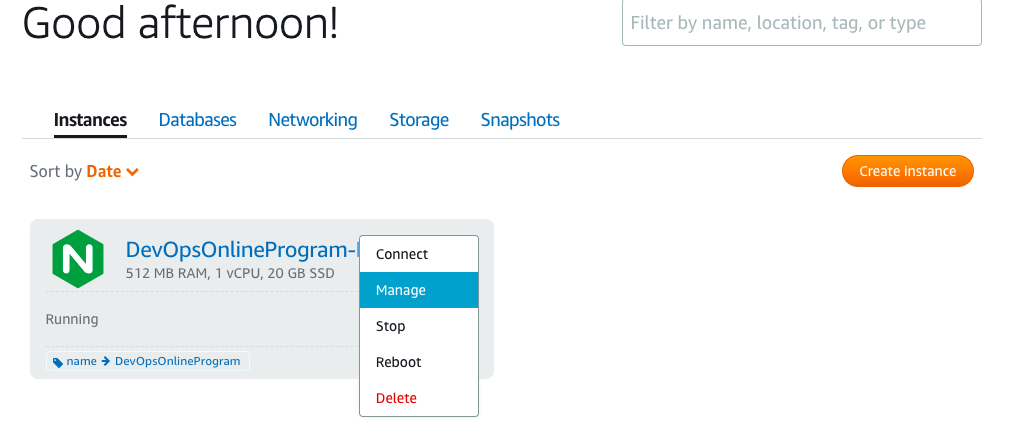 Good afternoon!
Filter by name, location, tag, or type
Instances Databases Networking Storage Snapshots
Sort by Date
Create instance
N
DevOpsOnlineProgram-
512 MB RAM, 1 vCPU, 20 GB SSD
Running
name → DevOpsOnlineProgram
Connect
Manage
Stop
Reboot
Delete